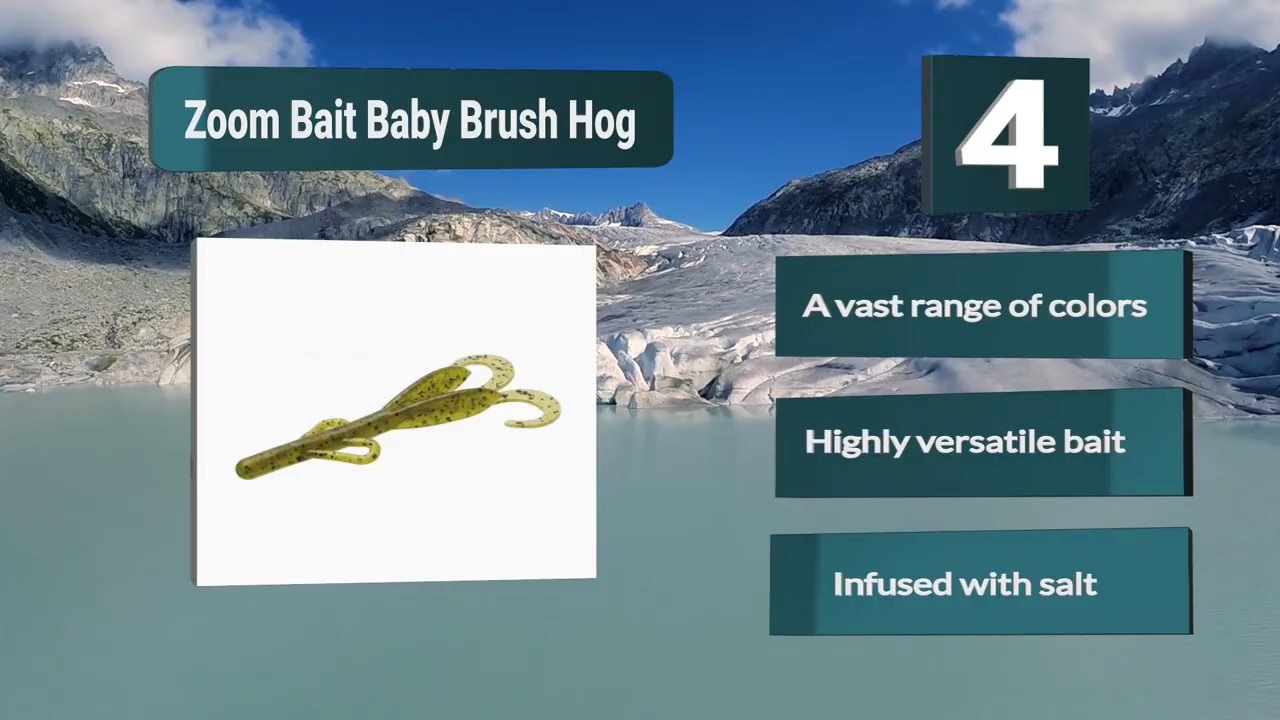 Zoom Bait Baby Brush Hog
4
A vast range of colors
Highly versatile bait
Infused with salt